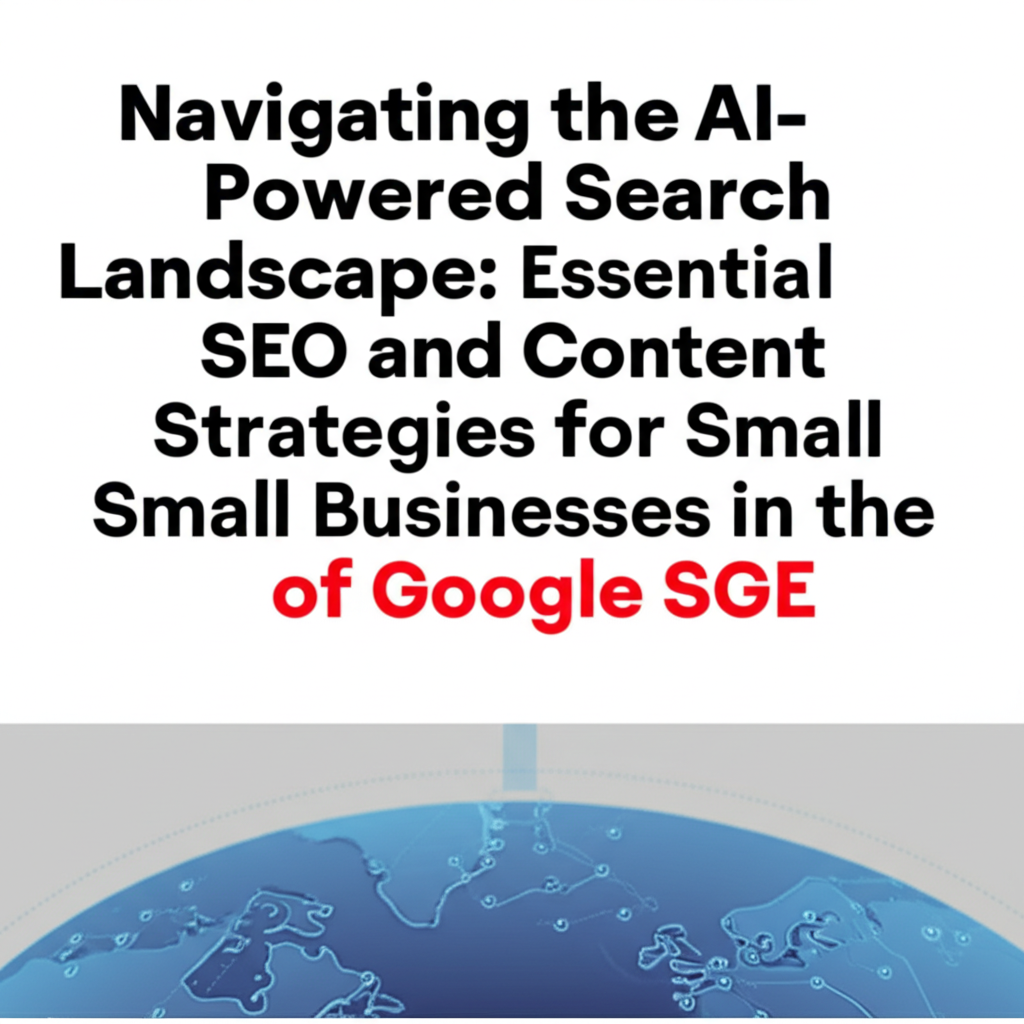 Navigating the AI-
Powered Search
Landscape: Essential
SEO and Content
Strategies for Small
Small Businesses in the
of Google SGE